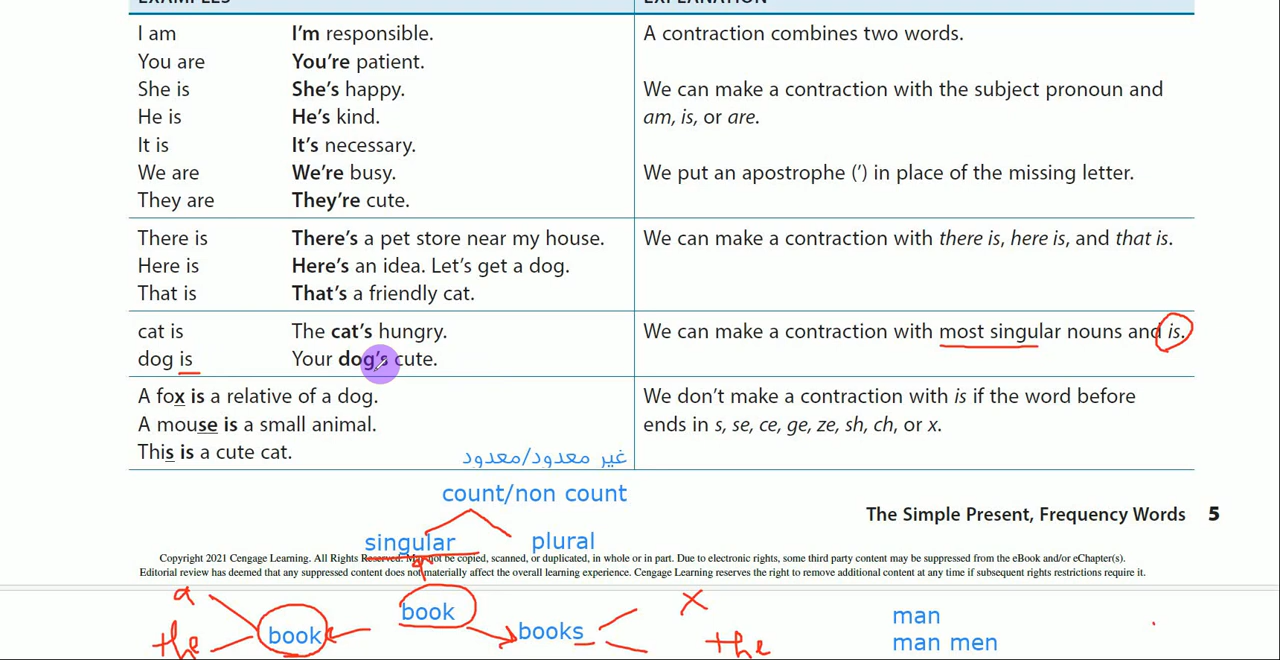 EXAMPLES EXPLANATION
I am I'm responsible. A contraction combines two words.
You are You're patient.
She is She's happy. We can make a contraction with the subject pronoun and
He is He's kind. am, is, or are.
It is It's necessary.
We are We're busy. We put an apostrophe (') in place of the missing letter.
They are They're cute.
There is There's a pet store near my house. We can make a contraction with there is, here is, and that is.
Here is Here's an idea. Let's get a dog.
That is That's a friendly cat.
cat is The cat's hungry. We can make a contraction with most singular nouns and is.
dog is Your dog's cute.
A fox is a relative of a dog. We don't make a contraction with is if the word before
A mouse is a small animal. ends in s, se, ce, ge, ze, sh, ch, or x.
This is a cute cat.
غير معدود/معدود
count/non count
The Simple Present, Frequency Words 5
singular plural
Copyright 2021 Cengage Learning. All Rights Reserved. May not be copied, scanned, or duplicated, in whole or in part. Due to electronic rights, some third party content may be suppressed from the eBook and/or eChapter(s).
Editorial review has deemed that any suppressed content does not materially affect the overall learning experience. Cengage Learning reserves the right to remove additional content at any time if subsequent rights restrictions require it.
a book x man
the book books the man men